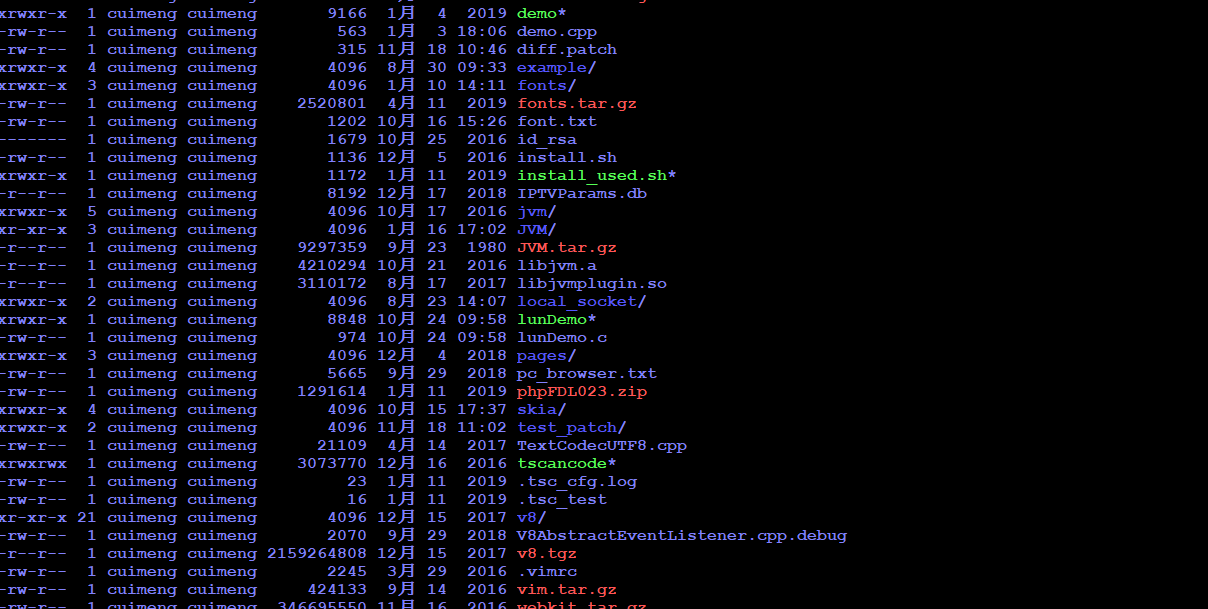 xrwxr-x  1 cuimeng cuimeng       9166  1月  4  2019 demo*
-rw-r--  1 cuimeng cuimeng        563  1月  3 18:06 demo.cpp
-rw-r--  1 cuimeng cuimeng        315 11月 18 10:46 diff.patch
xrwxr-x  4 cuimeng cuimeng       4096  8月 30 09:33 example/
xrwxr-x  3 cuimeng cuimeng       4096  1月 10 14:11 fonts/
-rw-r--  1 cuimeng cuimeng    2520801  4月 11  2019 fonts.tar.gz
-rw-r--  1 cuimeng cuimeng       1202 10月 16 15:26 font.txt
-------  1 cuimeng cuimeng       1679 10月 25  2016 id_rsa
-rw-r--  1 cuimeng cuimeng       1136 12月  5  2016 install.sh
xrwxr-x  1 cuimeng cuimeng       1172  1月 11  2019 install_used.sh*
-r--r--  1 cuimeng cuimeng       8192 12月 17  2018 IPTVParams.db
xrwxr-x  5 cuimeng cuimeng       4096 10月 17  2016 jvm/
xr-xr-x  3 cuimeng cuimeng       4096  1月 16 17:02 JVM/
-r--r--  1 cuimeng cuimeng    9297359  9月 23  1980 JVM.tar.gz
-r--r--  1 cuimeng cuimeng    4210294 10月 21  2016 libjvm.a
-r--r--  1 cuimeng cuimeng    3110172  8月 17  2017 libjvmplugin.so
xrwxr-x  2 cuimeng cuimeng       4096  8月 23 14:07 local_socket/
xrwxr-x  1 cuimeng cuimeng       8848 10月 24 09:58 lunDemo*
-rw-r--  1 cuimeng cuimeng        974 10月 24 09:58 lunDemo.c
xrwxr-x  3 cuimeng cuimeng       4096 12月  4  2018 pages/
-rw-r--  1 cuimeng cuimeng       5665  9月 29  2018 pc_browser.txt
-rw-r--  1 cuimeng cuimeng    1291614  1月 11  2019 phpFDL023.zip
xrwxr-x  4 cuimeng cuimeng       4096 10月 15 17:37 skia/
xrwxr-x  2 cuimeng cuimeng       4096 11月 18 11:02 test_patch/
-rw-r--  1 cuimeng cuimeng      21109  4月 14  2017 TextCodecUTF8.cpp
xrwxrwx  1 cuimeng cuimeng    3073770 12月 16  2016 tscancode*
-rw-r--  1 cuimeng cuimeng         23  1月 11  2019 .tsc_cfg.log
-rw-r--  1 cuimeng cuimeng         16  1月 11  2019 .tsc_test
xr-xr-x 21 cuimeng cuimeng       4096 12月 15  2017 v8/
-rw-r--  1 cuimeng cuimeng       2070  9月 29  2018 V8AbstractEventListener.cpp.debug
-r--r--  1 cuimeng cuimeng 2159264808 12月 15  2017 v8.tgz
-rw-r--  1 cuimeng cuimeng       2245  3月 29  2016 .vimrc
-rw-r--  1 cuimeng cuimeng     424133  9月 14  2016 vim.tar.gz
-rw-r--  1 cuimeng cuimeng  346695550 11月 16  2016 webkit.tar.gz